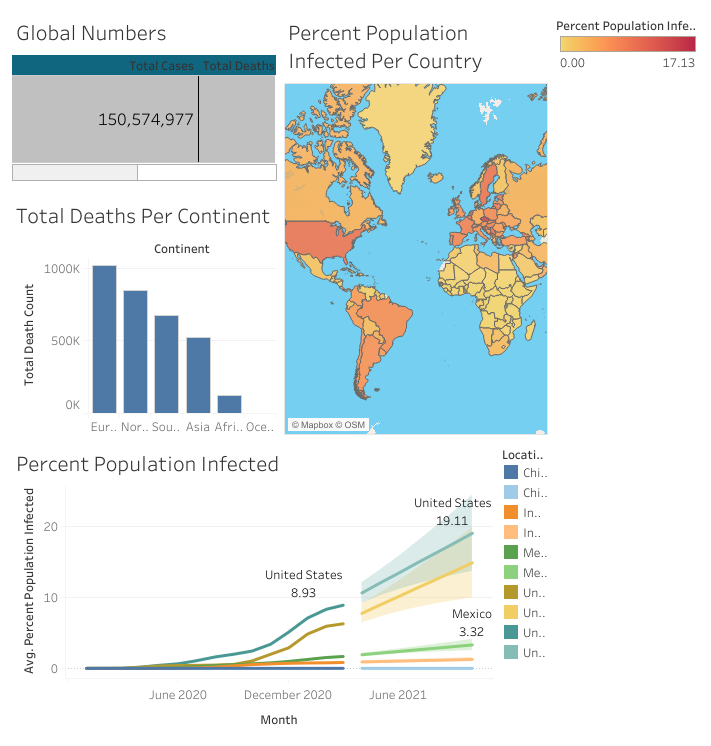 Global Numbers
Total Cases Total Deaths
150,574,977
Percent Population
Infected Per Country
Percent Population Infe..
0.00 17.13
© Mapbox © OSM
Total Deaths Per Continent
Continent
Total Death Count
1000K
500K
0K
Eur.. Nor.. Sou.. Asia Afri.. Oce..
Percent Population Infected
Avg. Percent Population Infected
20
10
0
United States
19.11
United States
8.93
Mexico
3.32
June 2020 December 2020 June 2021
Month
Locati..
Chi..
Chi..
In..
In..
Me..
Me..
Un..
Un..
Un..
Un..